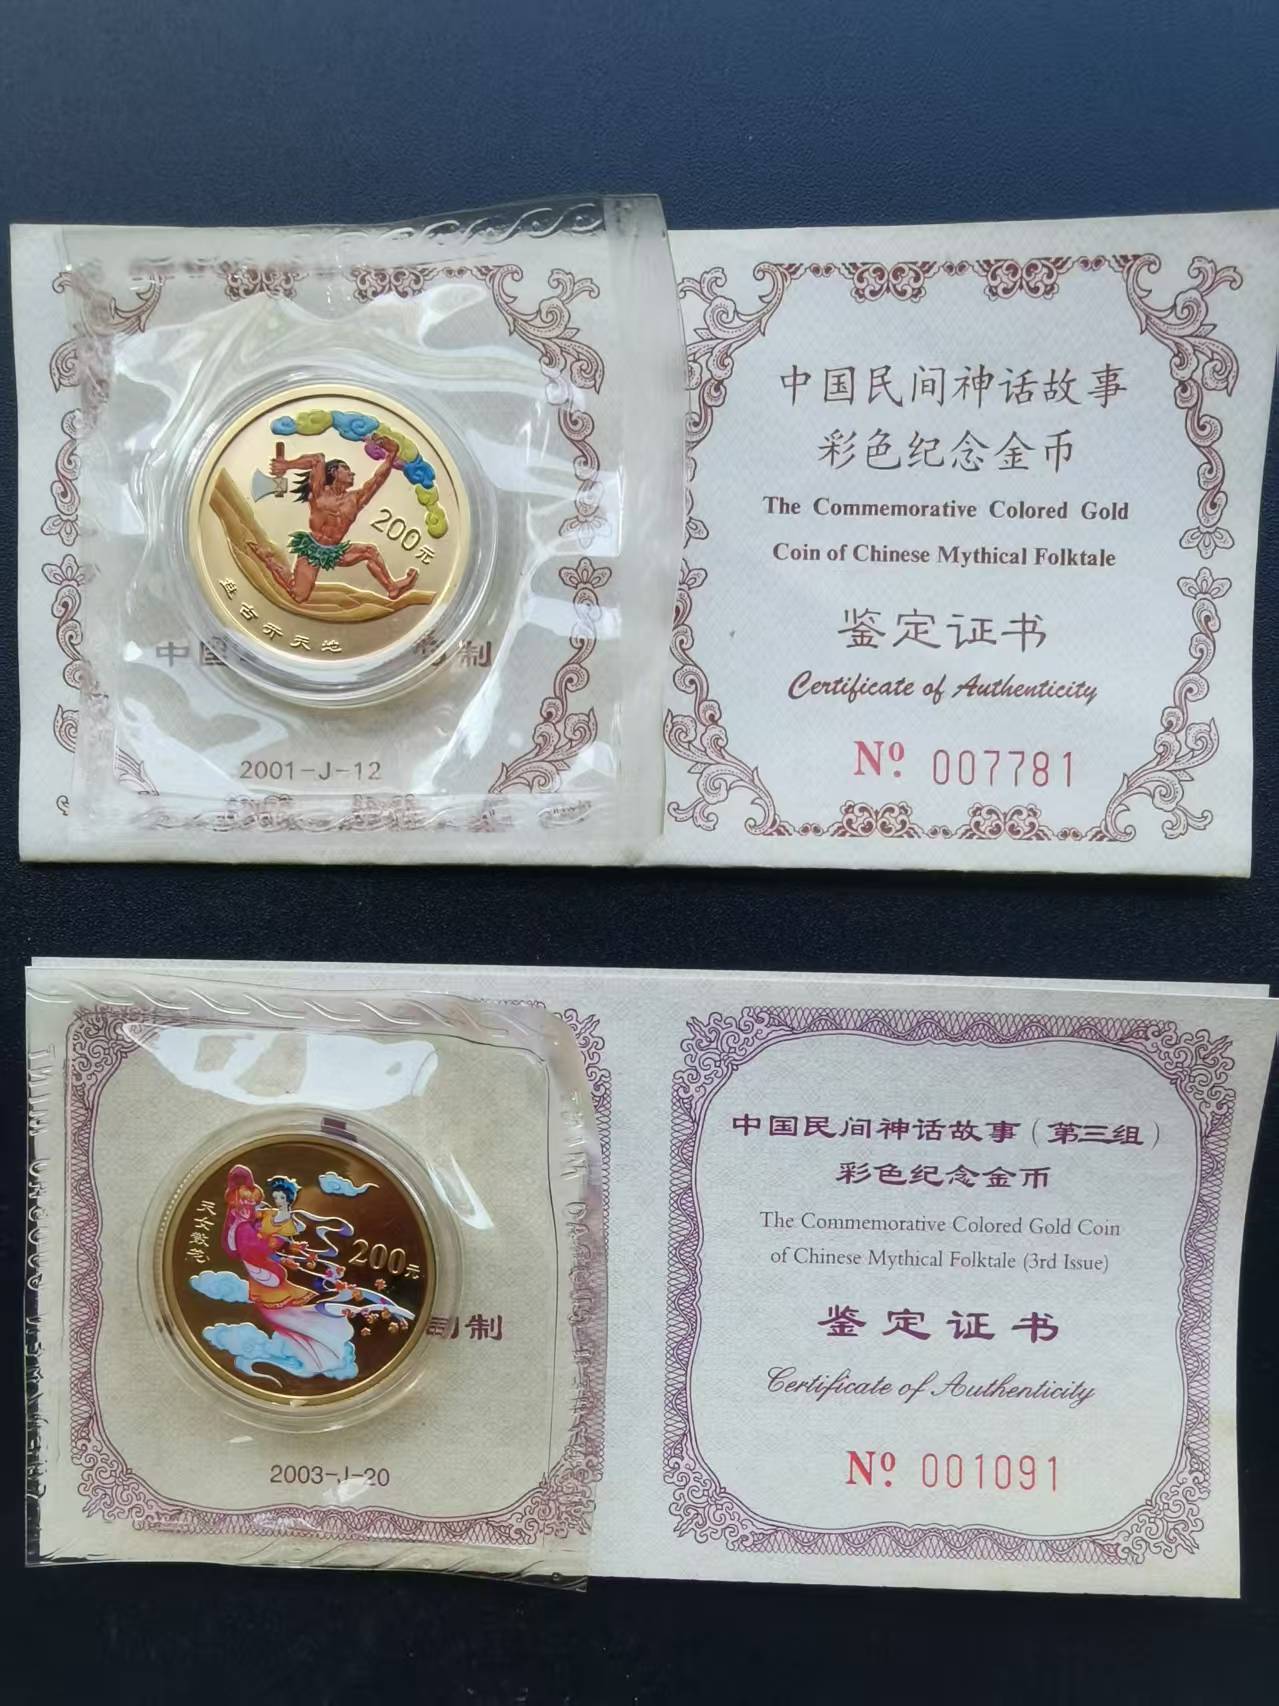 200元
盘古开天地
中国
司制
2001-J-12
中国民间神话故事
彩色纪念金币
The Commemorative Colored Gold
Coin of Chinese Mythical Folktale
鉴定证书
Certificate of Authenticity
Nº. 007781
天女散花
200元
司制
2003-J-20
中国民间神话故事(第三组)
彩色纪念金币
The Commemorative Colored Gold Coin
of Chinese Mythical Folktale (3rd Issue)
鉴定证书
Certificate of Authenticity
Nº. 001091